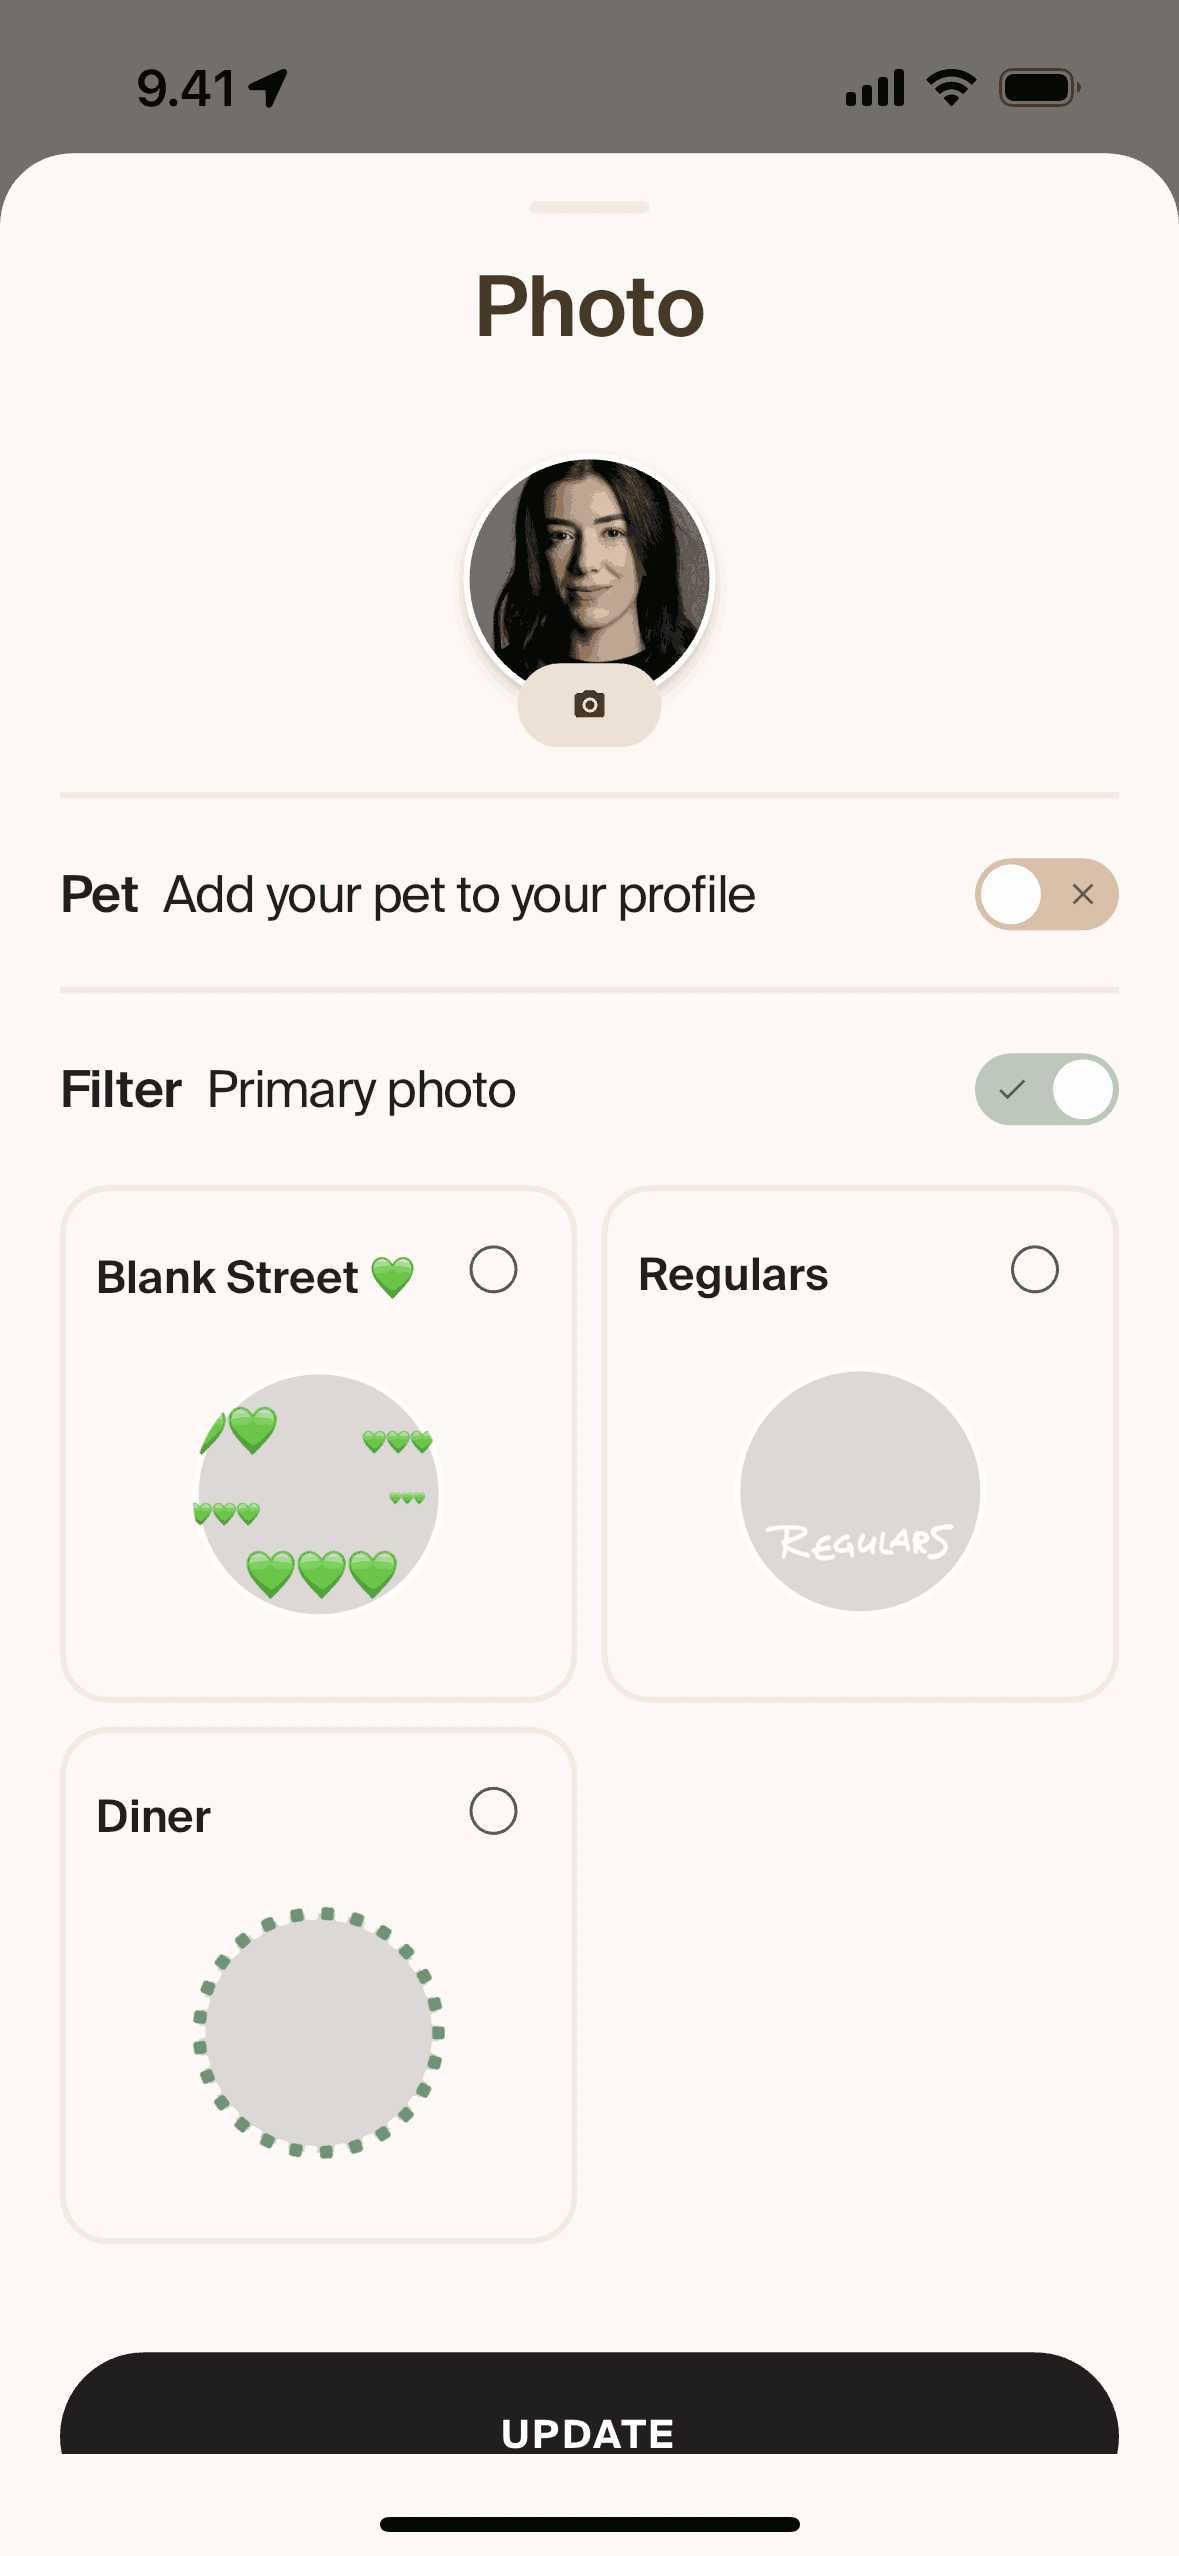 9.41
Photo
Pet Add your pet to your profile
Filter Primary photo
Blank Street 💚
Regulars
REGULARS
Diner
UPDATE